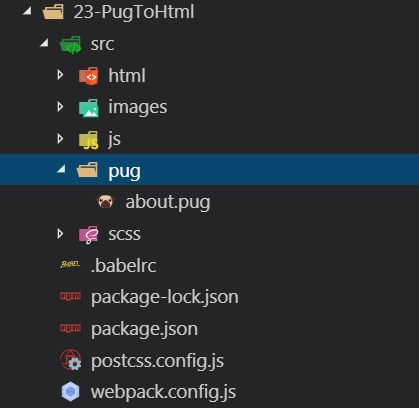 23-PugToHtml
src
html
images
js
pug
about.pug
scss
.babelrc
package-lock.json
package.json
postcss.config.js
webpack.config.js